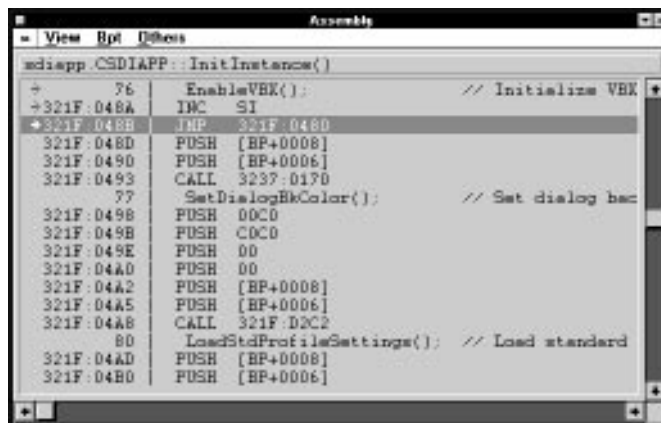 Assembly
View Bpt Others
mdiapp.CSDIAPP::InitInstance()
76 | EnableVBX(); // Initialize VBX
321F:048A | INC SI
321F:048B | JMP 321F:0480
321F:048D | PUSH [BP+0008]
321F:0490 | PUSH [BP+0006]
321F:0493 | CALL 3237:0170
77 | SetDialogBkColor(); // Set dialog bac
321F:0498 | PUSH 00C0
321F:049B | PUSH C0C0
321F:049E | PUSH 00
321F:04A0 | PUSH 00
321F:04A2 | PUSH [BP+0008]
321F:04A5 | PUSH [BP+0006]
321F:04A8 | CALL 321F:D2C2
80 | LoadStdProfileSettings(); // Load standard
321F:04AD | PUSH [BP+0008]
321F:04B0 | PUSH [BP+0006]